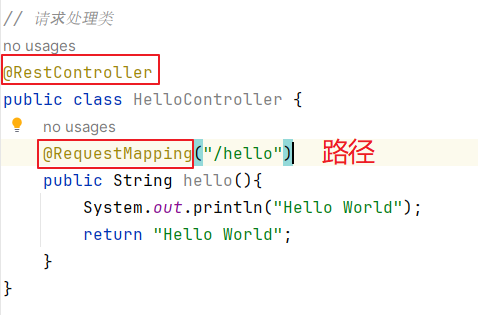 // 请求处理类
no usages
@RestController
public class HelloController {
no usages
@RequestMapping("/hello") 路径
public String hello(){
System.out.println("Hello World");
return "Hello World";
}
}